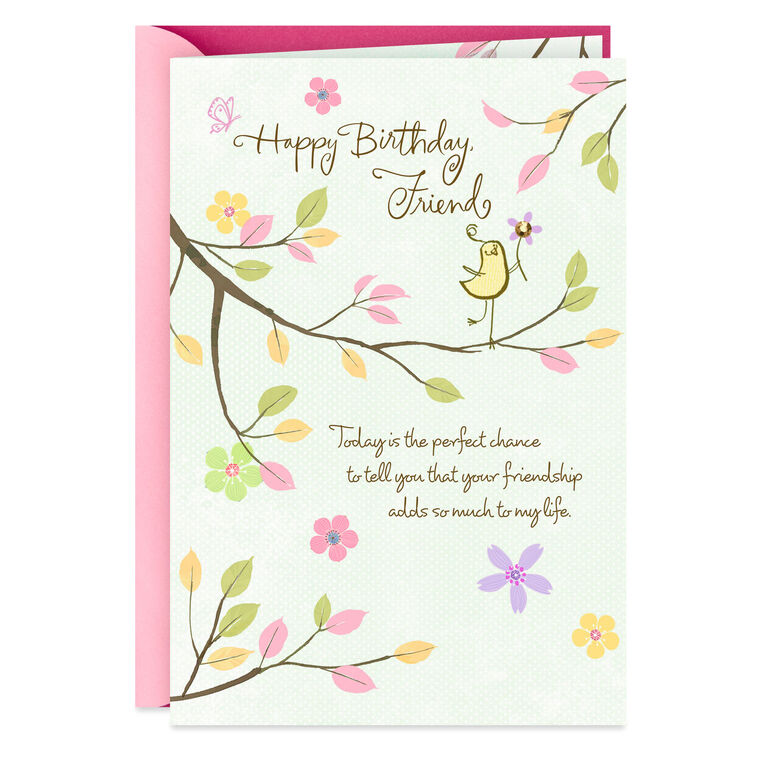 Happy Birthday,
Friend
Today is the perfect chance
to tell you that your friendship
adds so much to my life.